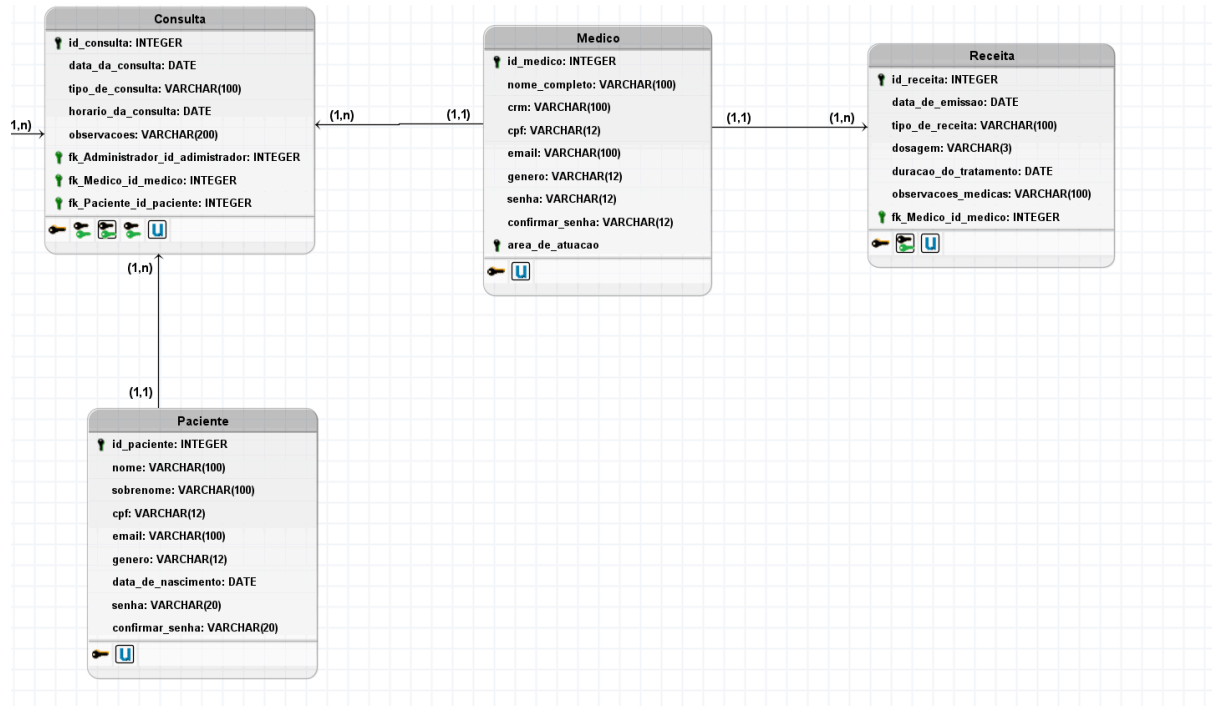 Consulta
id_consulta: INTEGER
data_da_consulta: DATE
tipo_de_consulta: VARCHAR(100)
horario_da_consulta: DATE
observacoes: VARCHAR(200)
fk_Administrador_id_adimistrador: INTEGER
fk_Medico_id_medico: INTEGER
fk_Paciente_id_paciente: INTEGER
1,n)
(1,n)
(1,1)
(1,n)
(1,1)
Medico
id_medico: INTEGER
nome_completo: VARCHAR(100)
crm: VARCHAR(100)
cpf: VARCHAR(12)
email: VARCHAR(100)
genero: VARCHAR(12)
senha: VARCHAR(12)
confirmar_senha: VARCHAR(12)
area_de_atuacao
(1,1)
(1,n)
Receita
id_receita: INTEGER
data_de_emissao: DATE
tipo_de_receita: VARCHAR(100)
dosagem: VARCHAR(3)
duracao_do_tratamento: DATE
observacoes_medicas: VARCHAR(100)
fk_Medico_id_medico: INTEGER
Paciente
id_paciente: INTEGER
nome: VARCHAR(100)
sobrenome: VARCHAR(100)
cpf: VARCHAR(12)
email: VARCHAR(100)
genero: VARCHAR(12)
data_de_nascimento: DATE
senha: VARCHAR(20)
confirmar_senha: VARCHAR(20)